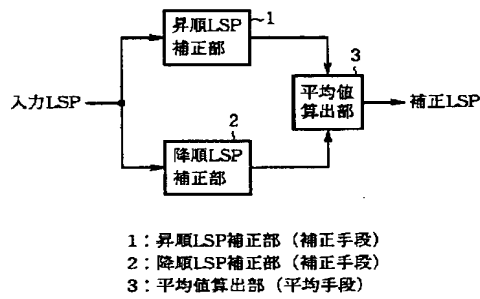 昇順LSP
補正部
1
3
入力LSP
平均値
算出部
補正LSP
2
降順LSP
補正部
1：昇順LSP補正部（補正手段）
2：降順LSP補正部（補正手段）
3：平均値算出部（平均手段）